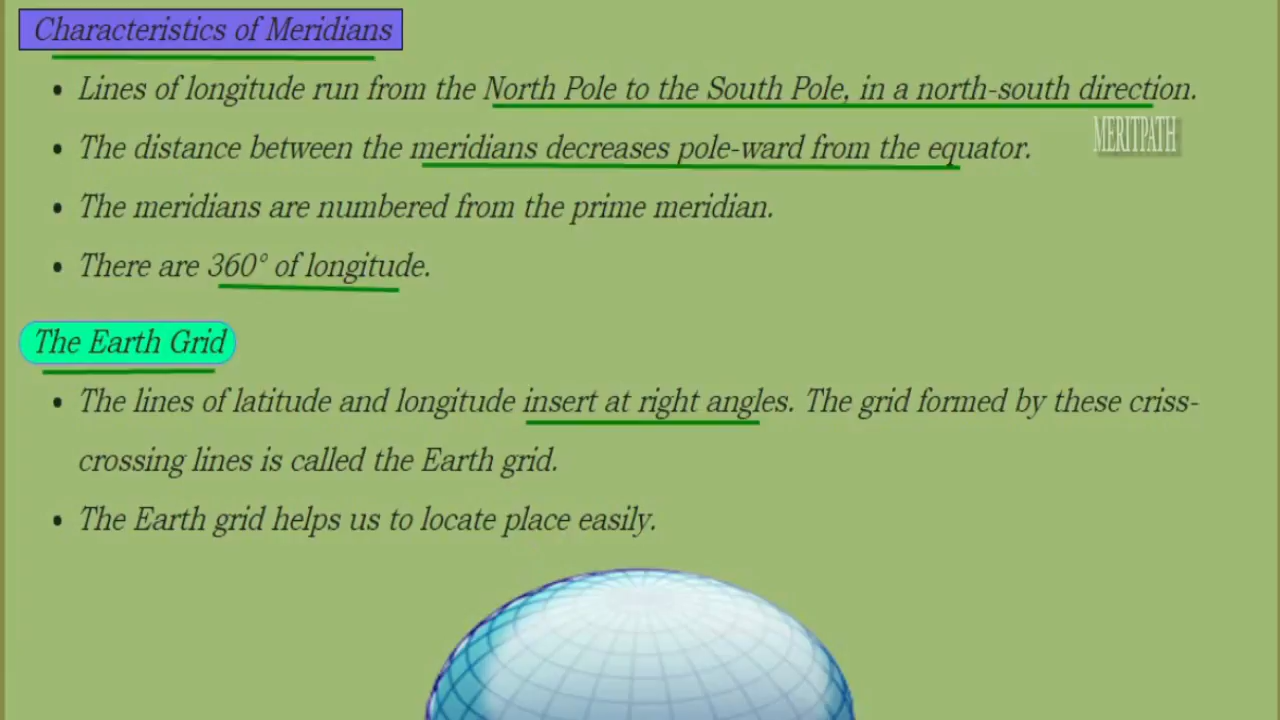 Characteristics of Meridians
• Lines of longitude run from the North Pole to the South Pole, in a north-south direction.
MERITPATH
• The distance between the meridians decreases pole-ward from the equator.
• The meridians are numbered from the prime meridian.
• There are 360° of longitude.
The Earth Grid
• The lines of latitude and longitude insert at right angles. The grid formed by these criss-
crossing lines is called the Earth grid.
• The Earth grid helps us to locate place easily.